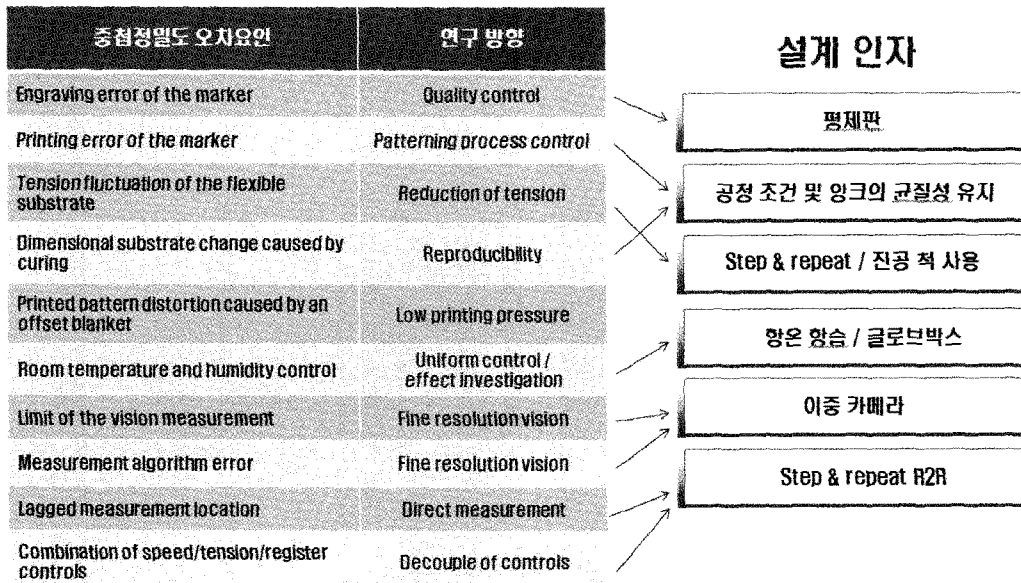 중첩정밀도 오차요인
연구 방향
Engraving error of the marker
Quality control
Printing error of the marker
Patterning process control
Tension fluctuation of the flexible
substrate
Reduction of tension
Dimensional substrate change caused by
curing
Reproducibility
Printed pattern distortion caused by an
offset blanket
Low printing pressure
Room temperature and humidity control
Uniform control /
effect investigation
Limit of the vision measurement
Fine resolution vision
Measurement algorithm error
Fine resolution vision
Lagged measurement location
Direct measurement
Combination of speed/tension/register
controls
Decouple of controls
설계 인자
평제판
공정 조건 및 잉크의 균질성 유지
Step & repeat / 진공 척 사용
항온 항습 / 글로브박스
이중 카메라
Step & repeat R2R